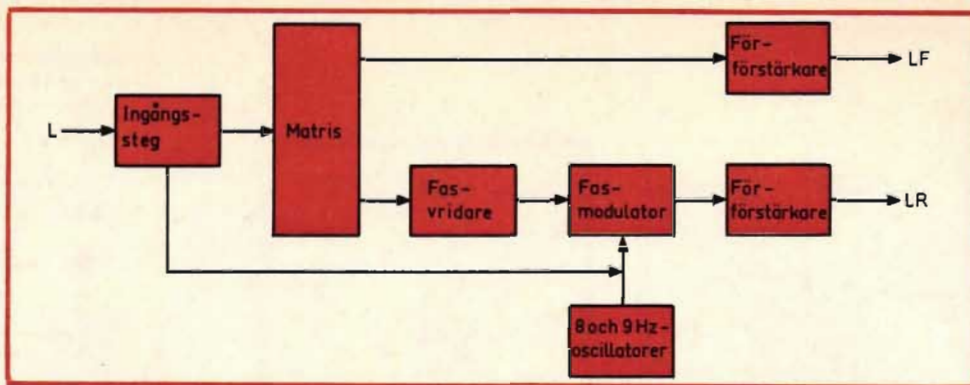 För-
förstärkare
LF
L
Ingångs-
steg
Matris
Fas-
vridare
Fas-
modulator
För-
förstärkare
LR
8 och 9 Hz-
oscillatorer